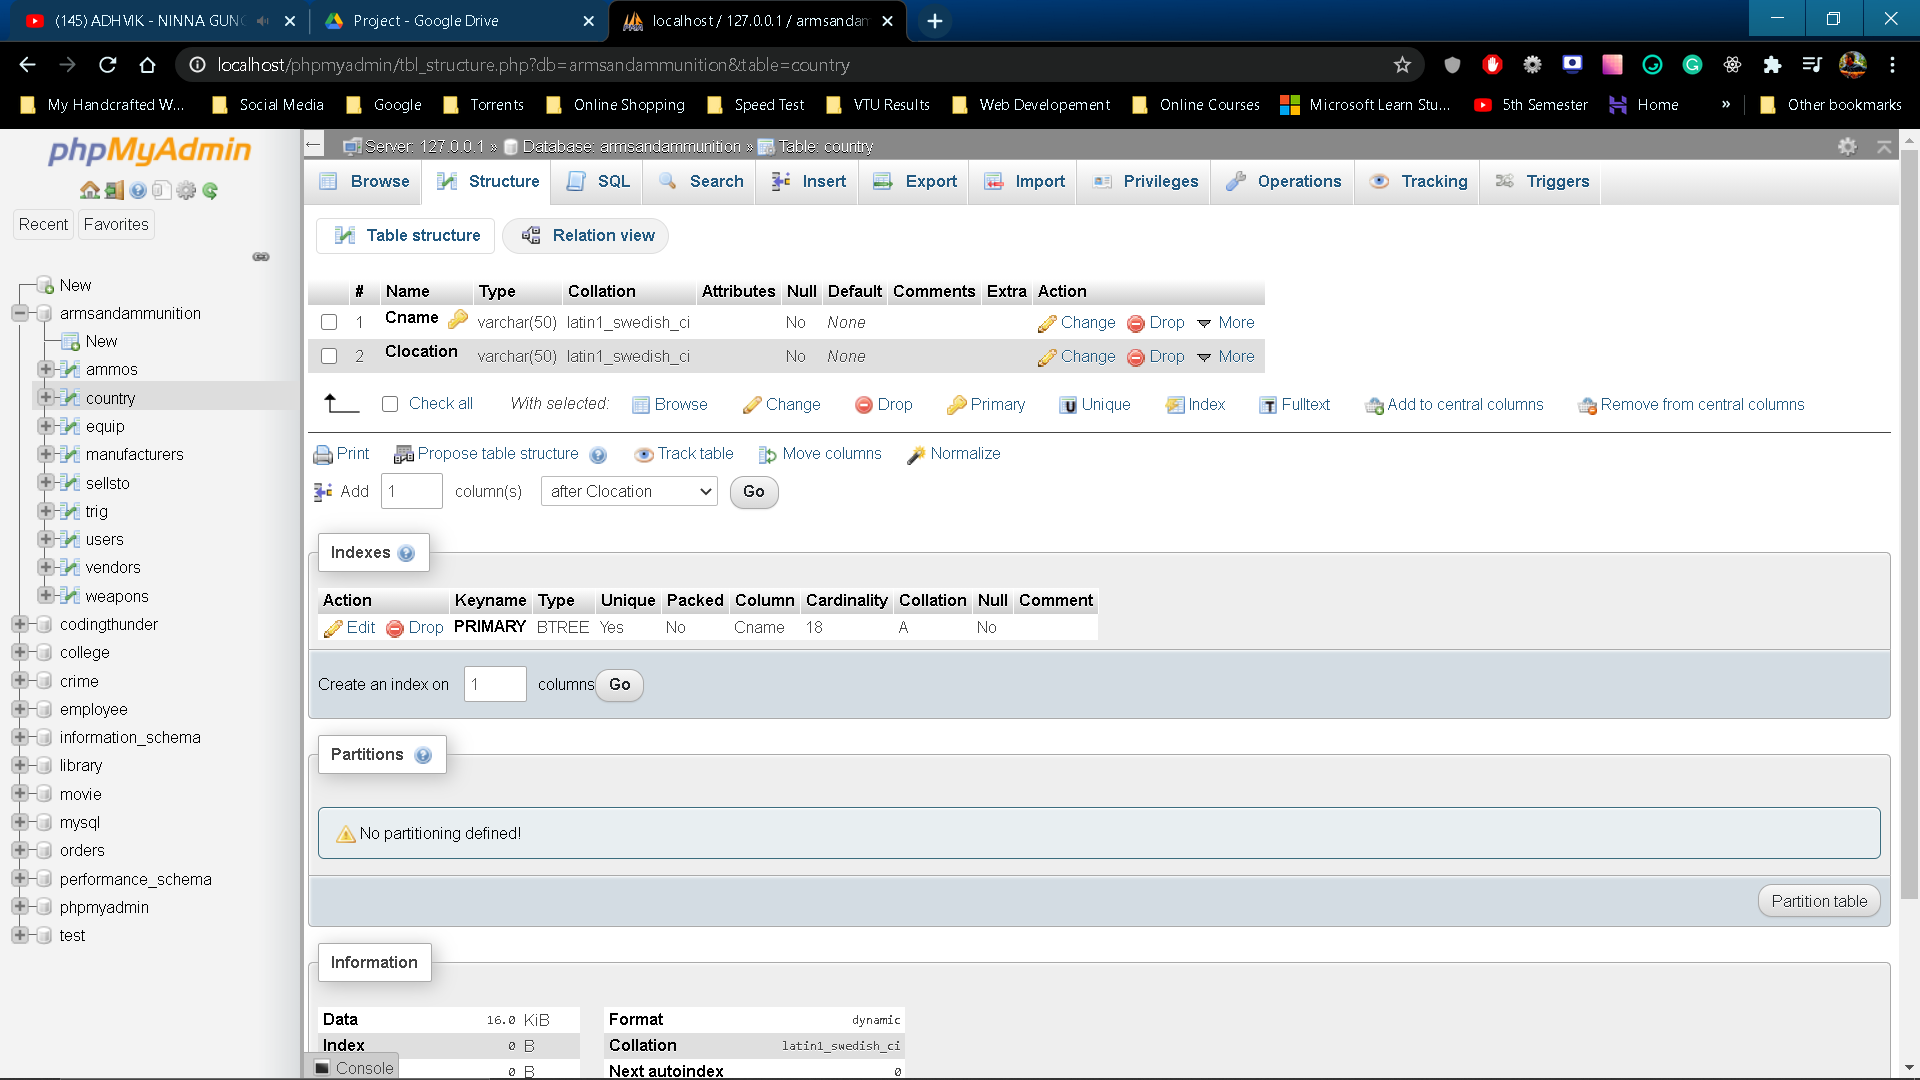 (145) ADHVIK - NINNA GUN
Project - Google Drive
localhost / 127.0.0.1 / armsandam
localhost/phpmyadmin/tbl_structure.php?db=armsandammunition&table=country
My Handcrafted W...
Social Media
Google
Torrents
Online Shopping
Speed Test
VTU Results
Web Developement
Online Courses
Microsoft Learn Stu...
5th Semester
Home
»
Other bookmarks
phpMyAdmin
Recent
Favorites
New
armsandammunition
New
ammos
country
equip
manufacturers
sellsto
trig
users
vendors
weapons
codingthunder
college
crime
employee
information_schema
library
movie
mysql
orders
performance_schema
phpmyadmin
test
Server: 127.0.0.1 » Database: armsandammunition » Table: country
Browse Structure SQL Search Insert Export Import Privileges Operations Tracking Triggers
Table structure Relation view
# Name Type Collation Attributes Null Default Comments Extra Action
1 Cname varchar(50) latin1_swedish_ci No None Change Drop More
2 Clocation varchar(50) latin1_swedish_ci No None Change Drop More
Check all With selected: Browse Change Drop Primary Unique Index Fulltext Add to central columns Remove from central columns
Print Propose table structure Track table Move columns Normalize
Add 1 column(s) after Clocation Go
Indexes
Action Keyname Type Unique Packed Column Cardinality Collation Null Comment
Edit Drop PRIMARY BTREE Yes No Cname 18 A No
Create an index on 1 columns Go
Partitions
No partitioning defined!
Partition table
Information
Data 16.0 KiB
Index 0 B
0 B
Format dynamic
Collation latin1_swedish_ci
Next autoindex 0
Console